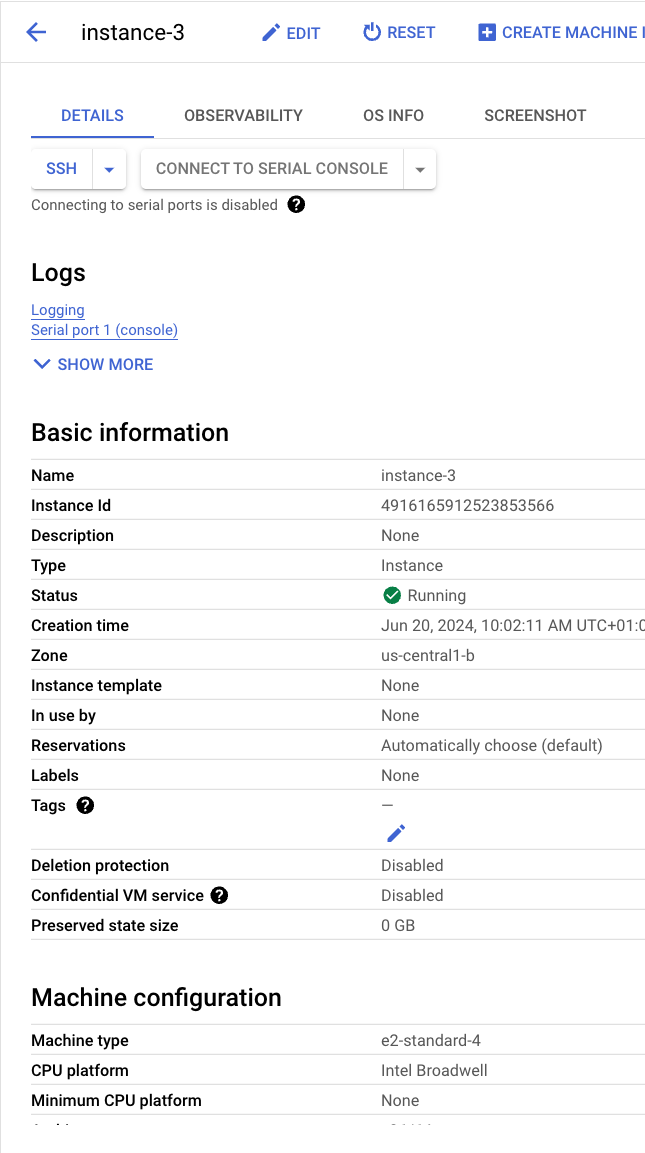 instance-3 EDIT RESET CREATE MACHINE
DETAILS OBSERVABILITY OS INFO SCREENSHOT
SSH CONNECT TO SERIAL CONSOLE
Connecting to serial ports is disabled ?
Logs
Logging
Serial port 1 (console)
SHOW MORE
Basic information
Name instance-3
Instance Id 4916165912523853566
Description None
Type Instance
Status Running
Creation time Jun 20, 2024, 10:02:11 AM UTC+01:0
Zone us-central1-b
Instance template None
In use by None
Reservations Automatically choose (default)
Labels None
Tags ? —
Deletion protection Disabled
Confidential VM service ? Disabled
Preserved state size 0 GB
Machine configuration
Machine type e2-standard-4
CPU platform Intel Broadwell
Minimum CPU platform None